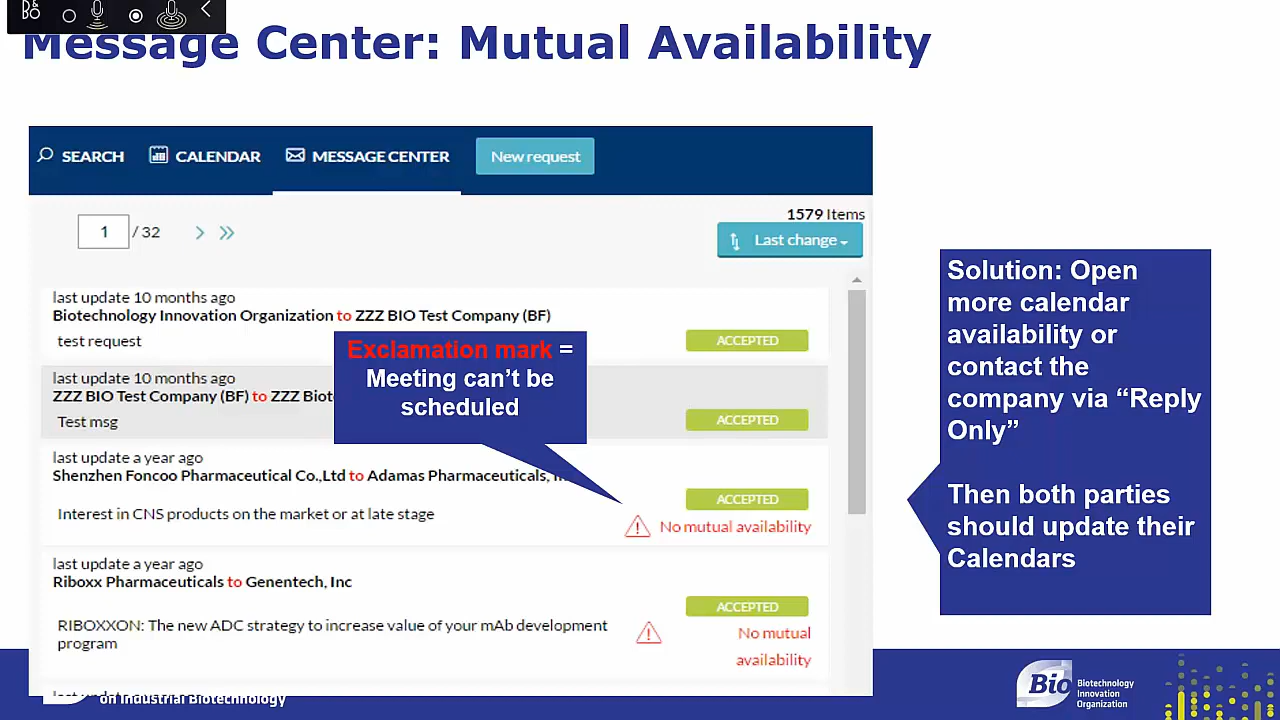 Message Center: Mutual Availability
SEARCH
CALENDAR
MESSAGE CENTER
New request
1 / 32
1579 Items
Last change
last update 10 months ago
Biotechnology Innovation Organization to ZZZ BIO Test Company (BF)
test request
ACCEPTED
Exclamation mark =
Meeting can’t be
scheduled
last update 10 months ago
ZZZ BIO Test Company (BF) to ZZZ Biot
Test msg
ACCEPTED
last update a year ago
Shenzhen Foncoo Pharmaceutical Co.,Ltd to Adamas Pharmaceuticals,
ACCEPTED
Interest in CNS products on the market or at late stage
No mutual availability
last update a year ago
Riboxx Pharmaceuticals to Genentech, Inc
ACCEPTED
RIBOXXON: The new ADC strategy to increase value of your mAb development
program
No mutual
availability
Solution: Open
more calendar
availability or
contact the
company via “Reply
Only”
Then both parties
should update their
Calendars
on Industrial Biotechnology
Bio
Biotechnology
Innovation
Organization